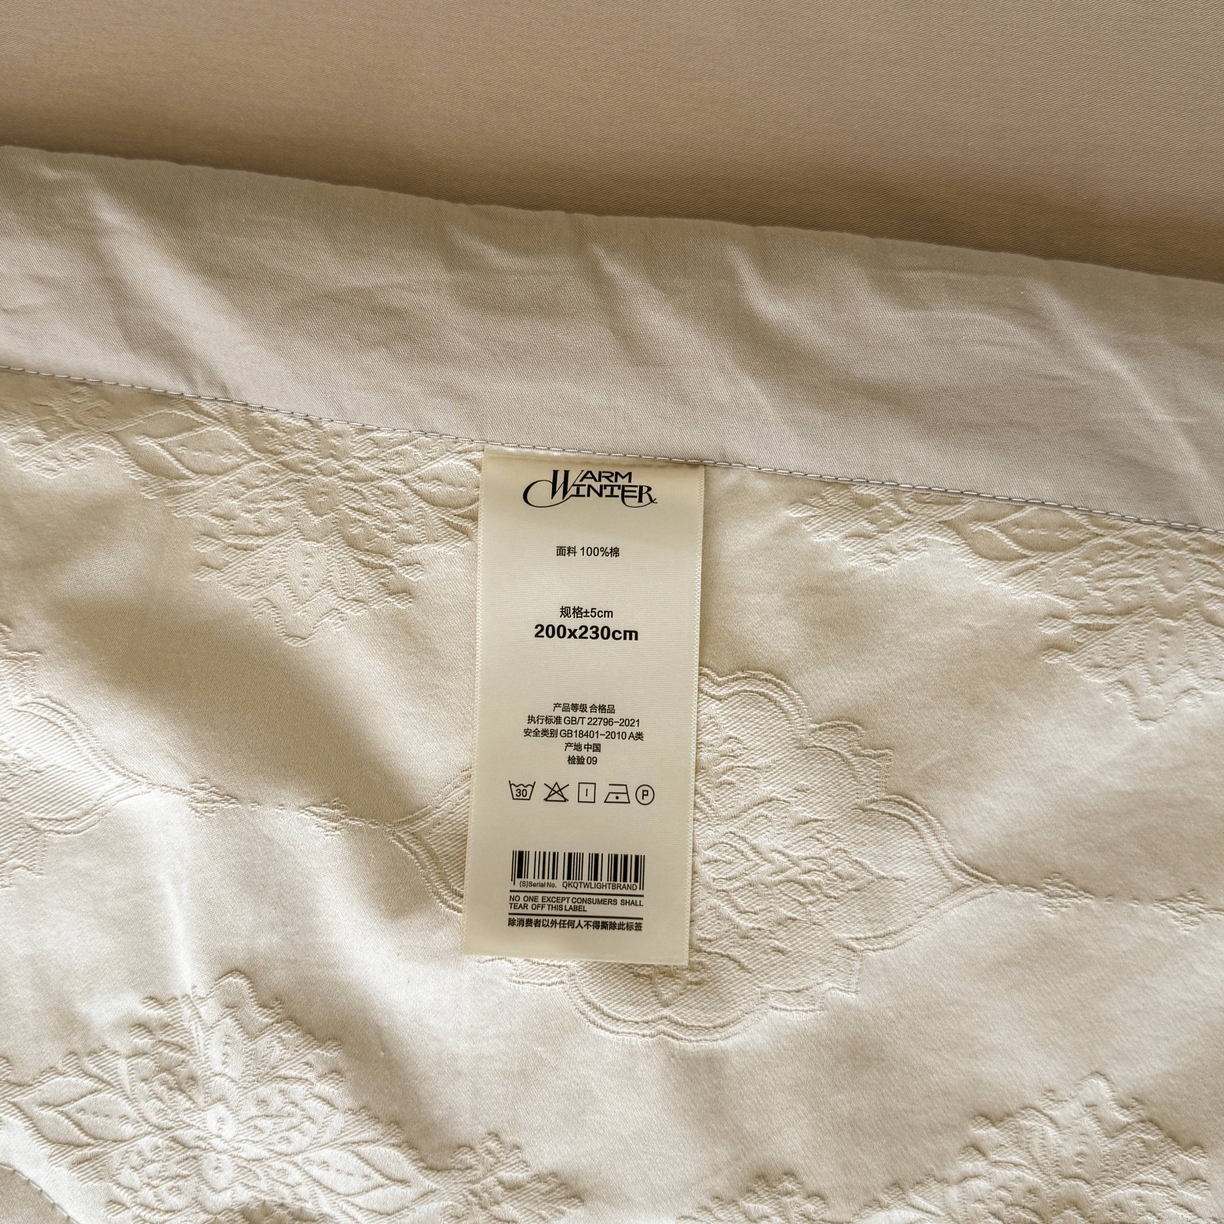 WARM
WINTER
面料 100%棉
规格±5cm
200x230cm
产品等级 合格品
执行标准 GB/T 22796-2021
安全类别 GB18401-2010 A类
产地 中国
检验 09
30 P
(S)Serial No. QKQTWLIGHTBRAND
NO ONE EXCEPT CONSUMERS SHALL
TEAR OFF THIS LABEL
除消费者以外任何人不得撕除此标签